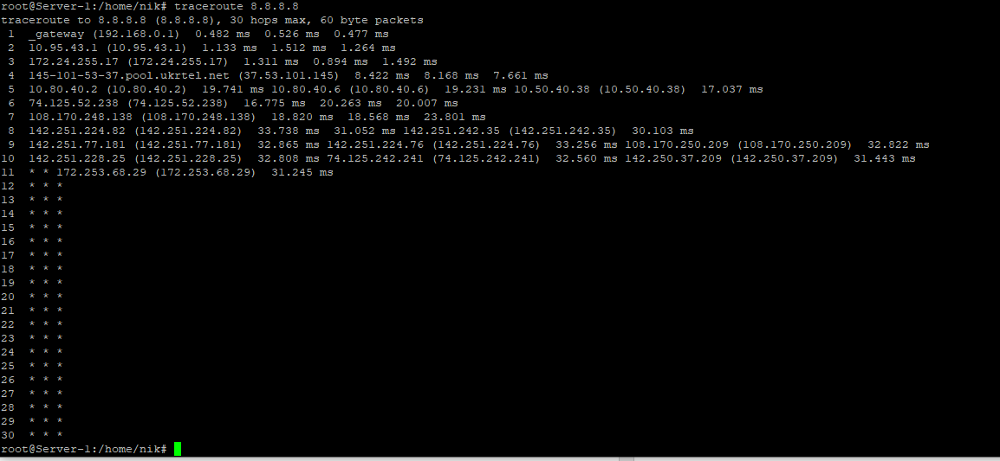 root@Server-1:/home/nik# traceroute 8.8.8.8
traceroute to 8.8.8.8 (8.8.8.8), 30 hops max, 60 byte packets
 1  _gateway (192.168.0.1)  0.482 ms  0.526 ms  0.477 ms
 2  10.95.43.1 (10.95.43.1)  1.133 ms  1.512 ms  1.264 ms
 3  172.24.255.17 (172.24.255.17)  1.311 ms  0.894 ms  1.492 ms
 4  145-101-53-37.pool.ukrtel.net (37.53.101.145)  8.422 ms  8.168 ms  7.661 ms
 5  10.80.40.2 (10.80.40.2)  19.741 ms 10.80.40.6 (10.80.40.6)  19.231 ms 10.50.40.38 (10.50.40.38)  17.037 ms
 6  74.125.52.238 (74.125.52.238)  16.775 ms  20.263 ms  20.007 ms
 7  108.170.248.138 (108.170.248.138)  18.820 ms  18.568 ms  23.801 ms
 8  142.251.224.82 (142.251.224.82)  33.738 ms  31.052 ms 142.251.242.35 (142.251.242.35)  30.103 ms
 9  142.251.77.181 (142.251.77.181)  32.865 ms 142.251.224.76 (142.251.224.76)  33.256 ms 108.170.250.209 (108.170.250.209)  32.822 ms
10  142.251.228.25 (142.251.228.25)  32.808 ms 74.125.242.241 (74.125.242.241)  32.560 ms 142.250.37.209 (142.250.37.209)  31.443 ms
11  * * 172.253.68.29 (172.253.68.29)  31.245 ms
12  * * *
13  * * *
14  * * *
15  * * *
16  * * *
17  * * *
18  * * *
19  * * *
20  * * *
21  * * *
22  * * *
23  * * *
24  * * *
25  * * *
26  * * *
27  * * *
28  * * *
29  * * *
30  * * *
root@Server-1:/home/nik#